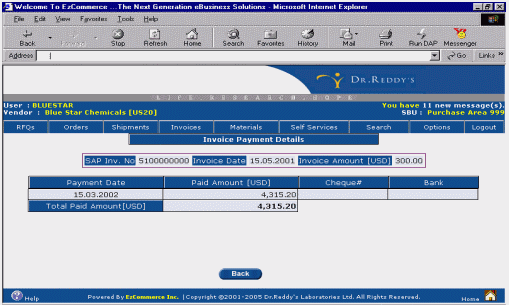 Welcome To EzCommerce ...The Next Generation eBusiness Solutions - Microsoft Internet Explorer
File Edit View Favorites Tools Help
Back Forward Stop Refresh Home Search Favorites History Mail Print Run DAP Messenger
Address Go Links »
DR.REDDY'S
LIFE. RESEARCH. HOPE
User : BLUESTAR You have 11 new message(s).
Vendor : Blue Star Chemicals [US20] SBU : Purchase Area 999
RFQs Orders Shipments Invoices Materials Self Services Search Options Logout
Invoice Payment Details
SAP Inv. No 5100000000 Invoice Date 15.05.2001 Invoice Amount [USD] 300.00
Payment Date Paid Amount [USD] Cheque# Bank
15.03.2002 4,315.20
Total Paid Amount[USD] 4,315.20
Back
Help Powered By EzCommerce Inc. |Copyright ©2001-2005 Dr.Reddy's Laboratories Ltd. All Rights Reserved. Home